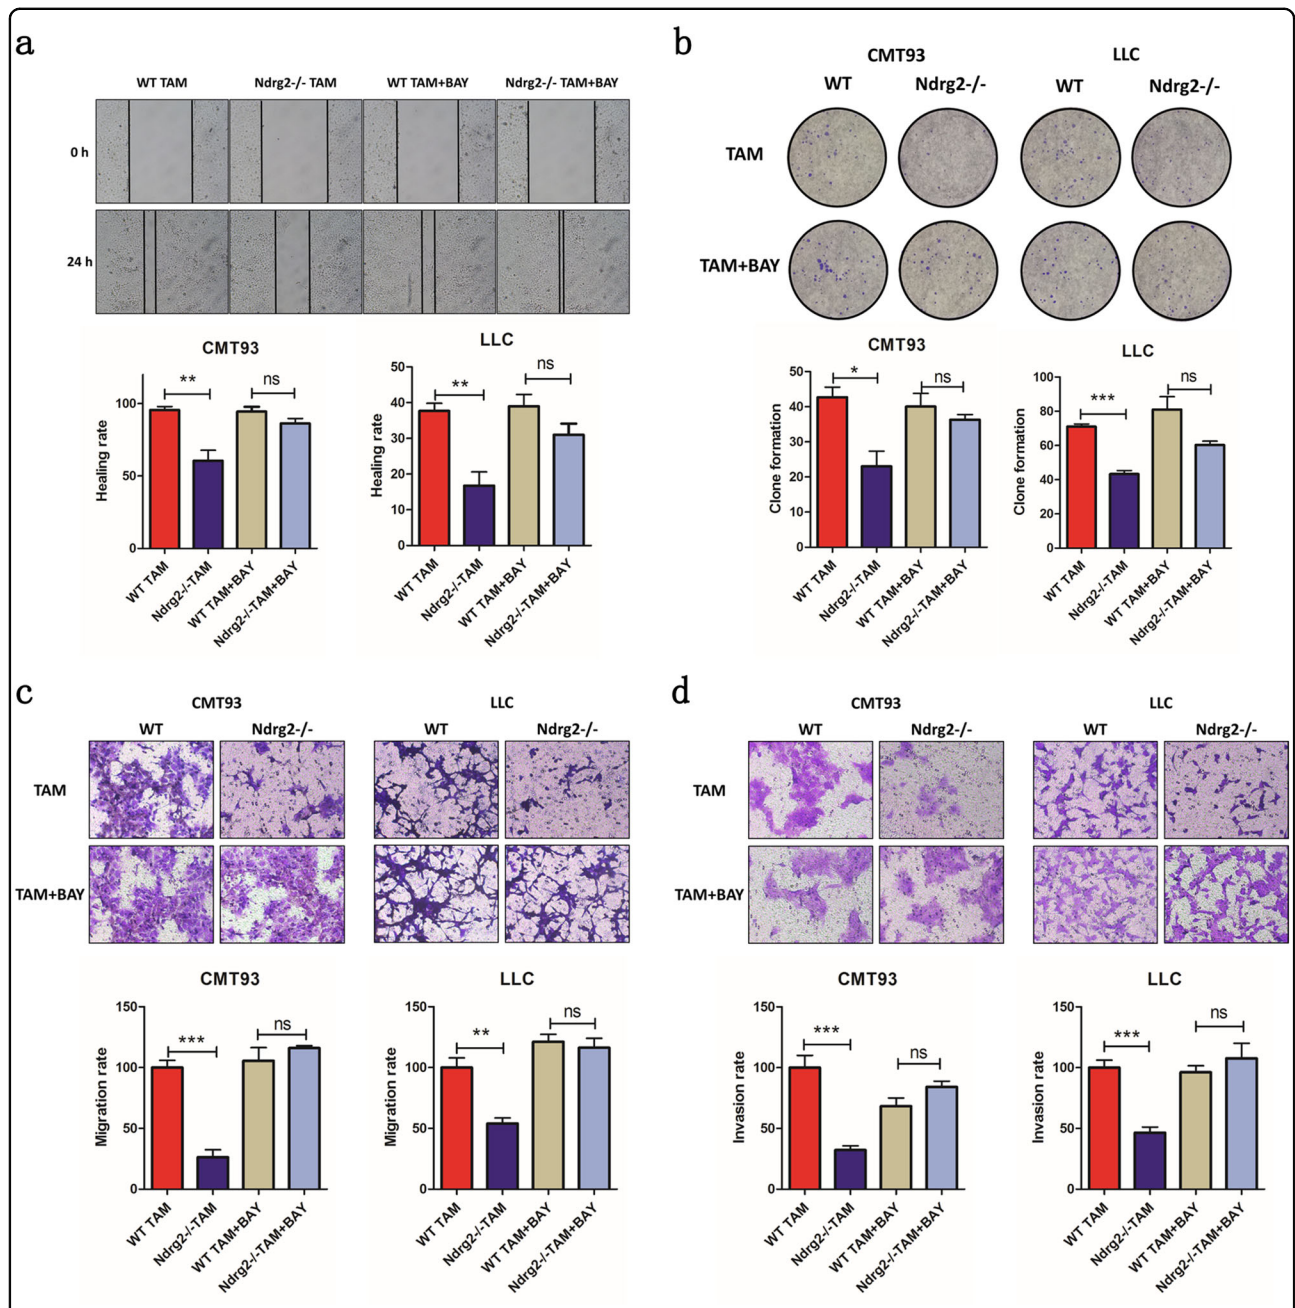 a
WT TAM
Ndrg2-/- TAM
WT TAM+BAY
Ndrg2-/- TAM+BAY
0 h
24 h
CMT93
Healing rate
100
50
0
**
ns
WT TAM
Ndrg2-/-TAM
WT TAM+BAY
Ndrg2-/-TAM+BAY
LLC
Healing rate
50
40
30
20
10
0
**
ns
WT TAM
Ndrg2-/-TAM
WT TAM+BAY
Ndrg2-/-TAM+BAY
b
CMT93
LLC
WT
Ndrg2-/-
WT
Ndrg2-/-
TAM
TAM+BAY
CMT93
Clone formation
50
40
30
20
10
0
*
ns
WT TAM
Ndrg2-/-TAM
WT TAM+BAY
Ndrg2-/-TAM+BAY
LLC
Clone formation
100
80
60
40
20
0
***
ns
WT TAM
Ndrg2-/-TAM
WT TAM+BAY
Ndrg2-/-TAM+BAY
c
CMT93
LLC
WT
Ndrg2-/-
WT
Ndrg2-/-
TAM
TAM+BAY
CMT93
Migration rate
150
100
50
0
***
ns
WT TAM
Ndrg2-/-TAM
WT TAM+BAY
Ndrg2-/-TAM+BAY
LLC
Migration rate
150
100
50
0
**
ns
WT TAM
Ndrg2-/-TAM
WT TAM+BAY
Ndrg2-/-TAM+BAY
d
CMT93
LLC
WT
Ndrg2-/-
WT
Ndrg2-/-
TAM
TAM+BAY
CMT93
Invasion rate
150
100
50
0
***
ns
WT TAM
Ndrg2-/-TAM
WT TAM+BAY
Ndrg2-/-TAM+BAY
LLC
Invasion rate
150
100
50
0
***
ns
WT TAM
Ndrg2-/-TAM
WT TAM+BAY
Ndrg2-/-TAM+BAY